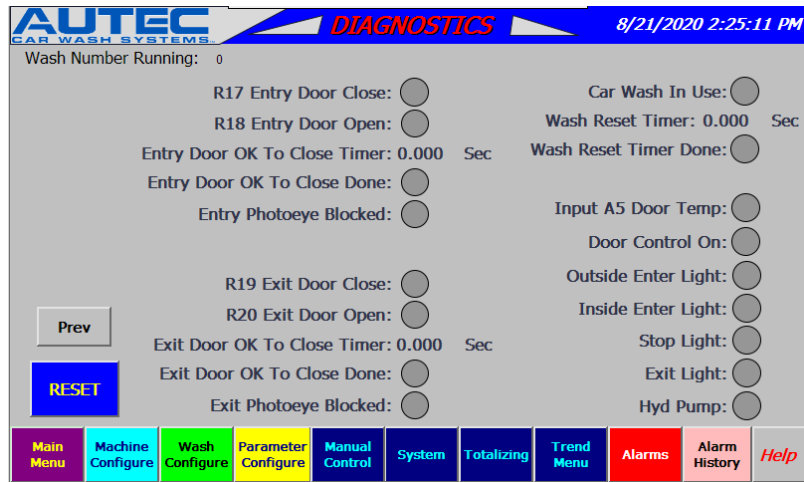 AUTEC
CAR WASH SYSTEMS
DIAGNOSTICS
8/21/2020 2:25:11 PM
Wash Number Running: 0
R17 Entry Door Close:
R18 Entry Door Open:
Entry Door OK To Close Timer: 0.000 Sec
Entry Door OK To Close Done:
Entry Photoeye Blocked:
R19 Exit Door Close:
R20 Exit Door Open:
Exit Door OK To Close Timer: 0.000 Sec
Exit Door OK To Close Done:
Exit Photoeye Blocked:
Car Wash In Use:
Wash Reset Timer: 0.000 Sec
Wash Reset Timer Done:
Input A5 Door Temp:
Door Control On:
Outside Enter Light:
Inside Enter Light:
Stop Light:
Exit Light:
Hyd Pump:
Prev
RESET
Main
Menu
Machine
Configure
Wash
Configure
Parameter
Configure
Manual
Control
System
Totalizing
Trend
Menu
Alarms
Alarm
History
Help